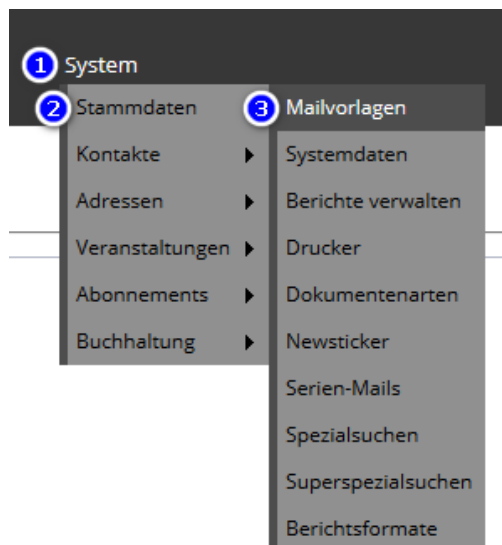 1 System
2 Stammdaten
Kontakte
Adressen
Veranstaltungen
Abonnements
Buchhaltung
3 Mailvorlagen
Systemdaten
Berichte verwalten
Drucker
Dokumentenarten
Newsticker
Serien-Mails
Spezialsuchen
Superspezialsuchen
Berichtsformate